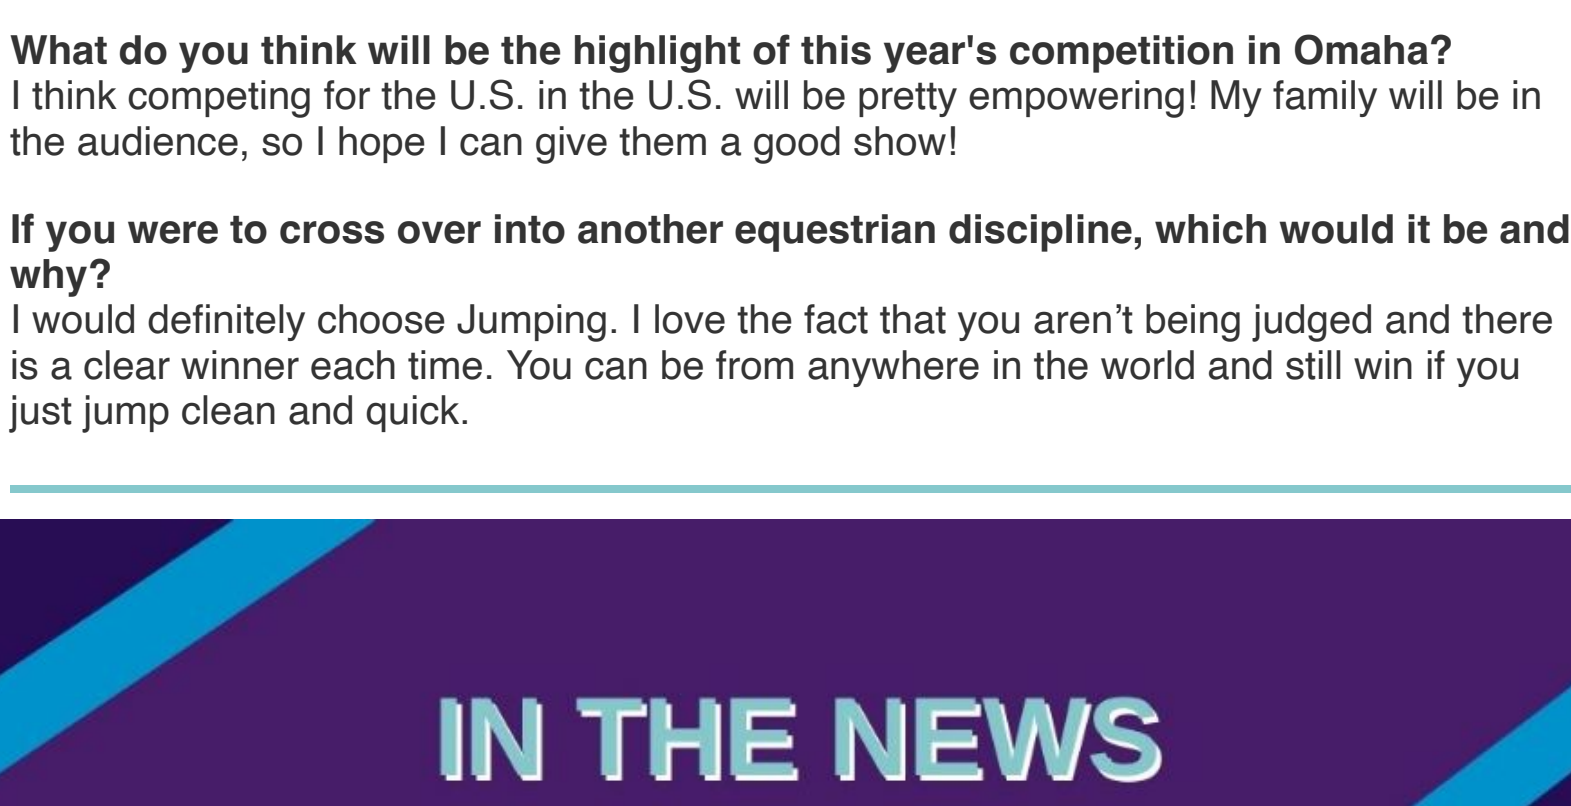 What do you think will be the highlight of this year's competition in Omaha?
I think competing for the U.S. in the U.S. will be pretty empowering! My family will be in
the audience, so I hope I can give them a good show!
If you were to cross over into another equestrian discipline, which would it be and
why?
I would definitely choose Jumping. I love the fact that you aren’t being judged and there
is a clear winner each time. You can be from anywhere in the world and still win if you
just jump clean and quick.
IN THE NEWS